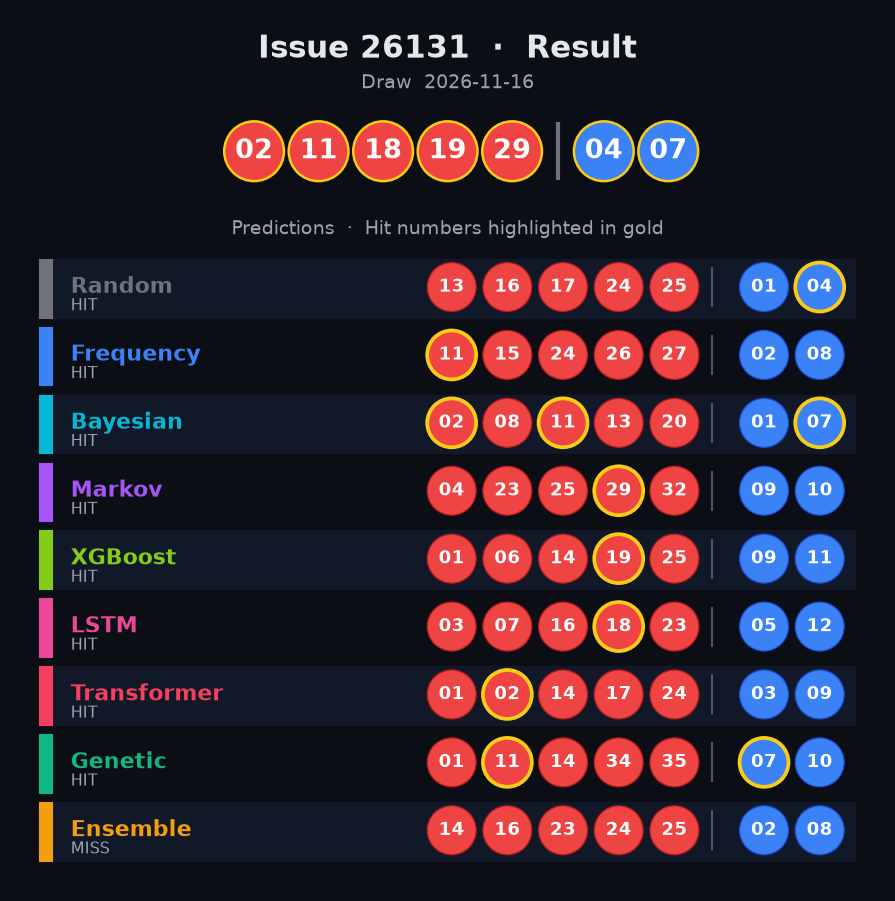 Issue 26131 · Result
Draw 2026-11-16
02 11 18 19 29 04 07
Predictions · Hit numbers highlighted in gold
Random 13 16 17 24 25 01 04
HIT
Frequency 11 15 24 26 27 02 08
HIT
Bayesian 02 08 11 13 20 01 07
HIT
Markov 04 23 25 29 32 09 10
HIT
XGBoost 01 06 14 19 25 09 11
HIT
LSTM 03 07 16 18 23 05 12
HIT
Transformer 01 02 14 17 24 03 09
HIT
Genetic 01 11 14 34 35 07 10
HIT
Ensemble 14 16 23 24 25 02 08
MISS